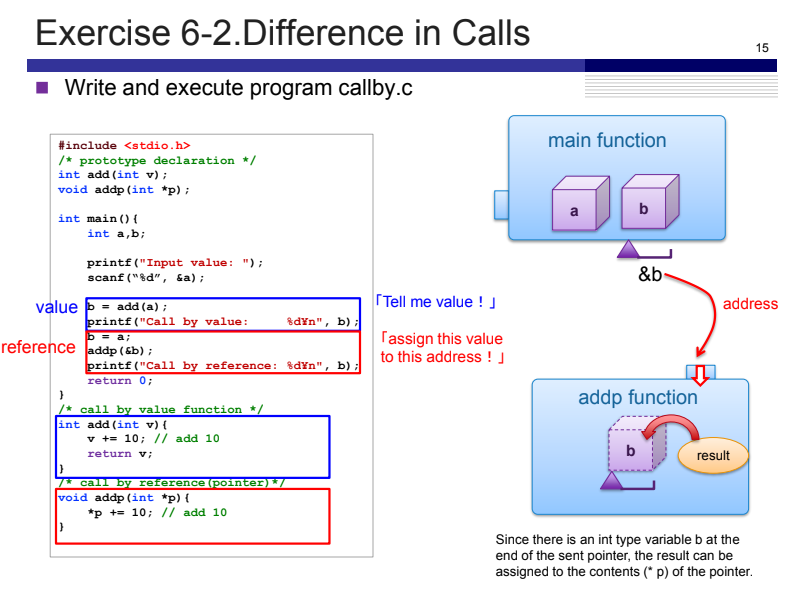 Exercise 6-2.Difference in Calls
15
Write and execute program callby.c
#include <stdio.h>
/* prototype declaration */
int add(int v);
void addp(int *p);
int main(){
int a,b;
printf("Input value: ");
scanf(“%d”, &a);
b = add(a);
printf("Call by value: %d¥n", b);
b = a;
addp(&b);
printf("Call by reference: %d¥n", b);
return 0;
}
/* call by value function */
int add(int v){
v += 10; // add 10
return v;
}
/* call by reference(pointer)*/
void addp(int *p){
*p += 10; // add 10
}
value
reference
「Tell me value！」
「assign this value
to this address！」
main function
a
b
&b
address
addp function
b
result
Since there is an int type variable b at the
end of the sent pointer, the result can be
assigned to the contents (* p) of the pointer.